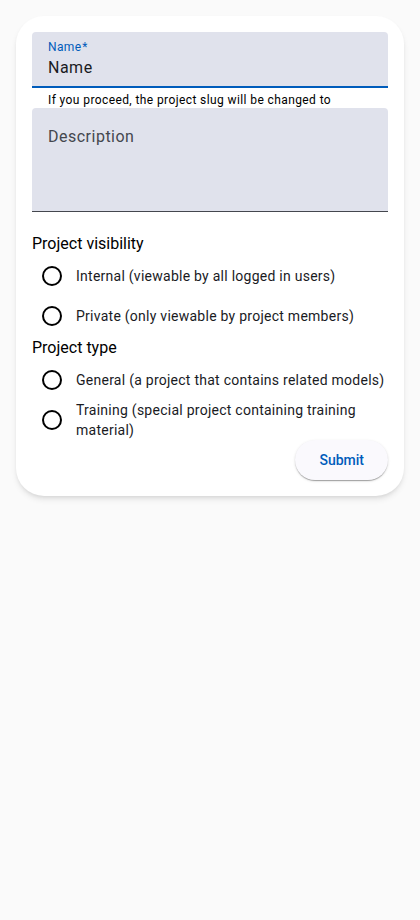 Name*
Name
If you proceed, the project slug will be changed to
Description
Project visibility
Internal (viewable by all logged in users)
Private (only viewable by project members)
Project type
General (a project that contains related models)
Training (special project containing training
material)
Submit